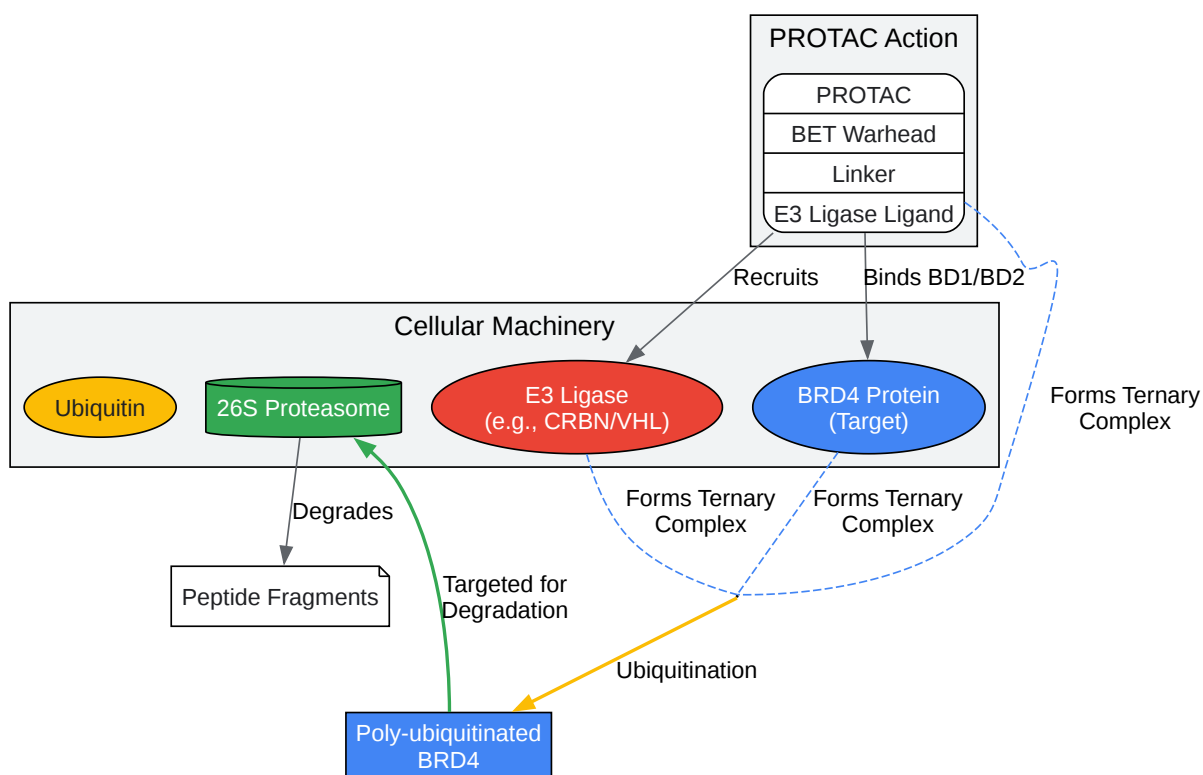 PROTAC Action
PROTAC
BET Warhead
Linker
E3 Ligase Ligand
Recruits
Binds BD1/BD2
Cellular Machinery
Ubiquitin
26S Proteasome
E3 Ligase
(e.g., CRBN/VHL)
BRD4 Protein
(Target)
Forms Ternary
Complex
Forms Ternary
Complex
Forms Ternary
Complex
Degrades
Peptide Fragments
Targeted for
Degradation
Ubiquitination
Poly-ubiquitinated
BRD4